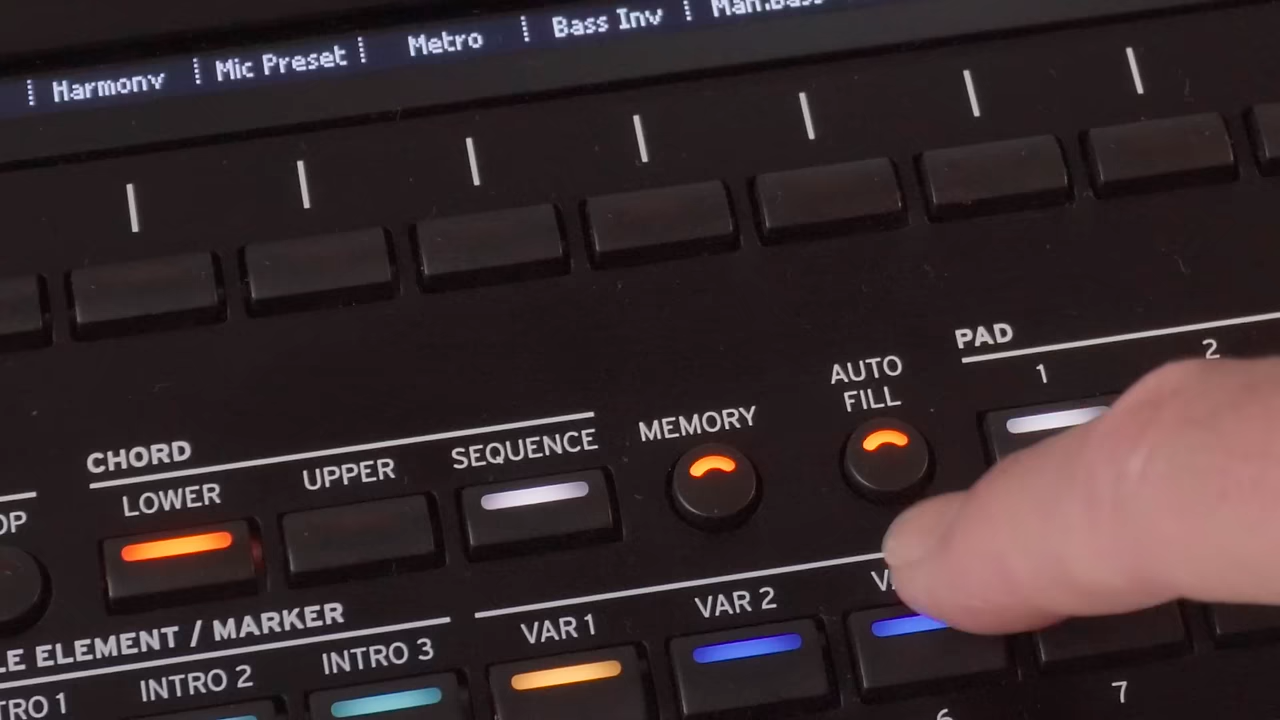 Harmony Mic Preset Metro Bass Inv
PAD
1 2
AUTO
FILL
MEMORY
CHORD
LOWER UPPER SEQUENCE
ELEMENT / MARKER
INTRO 2 INTRO 3 VAR 1 VAR 2
6 7